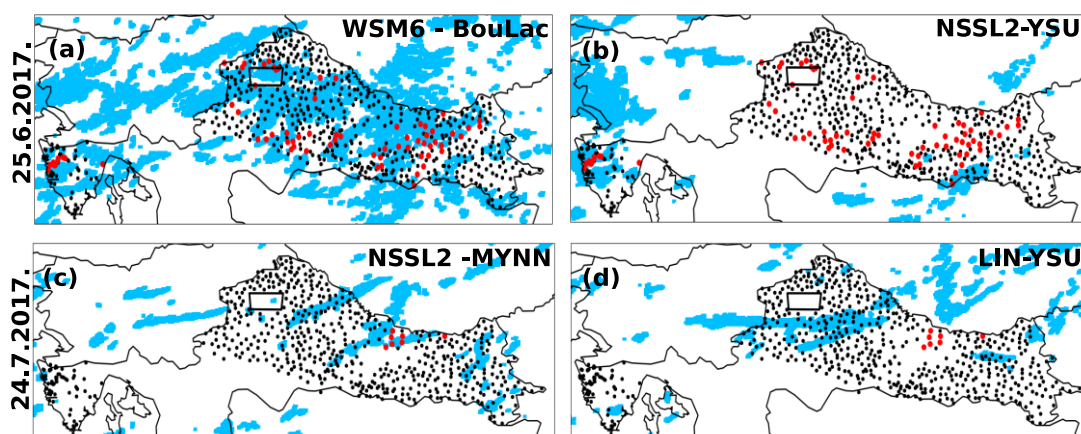 25.6.2017.
(a)
WSM6 - BouLac
(b)
NSSL2-YSU
24.7.2017.
(c)
NSSL2 -MYNN
(d)
LIN-YSU